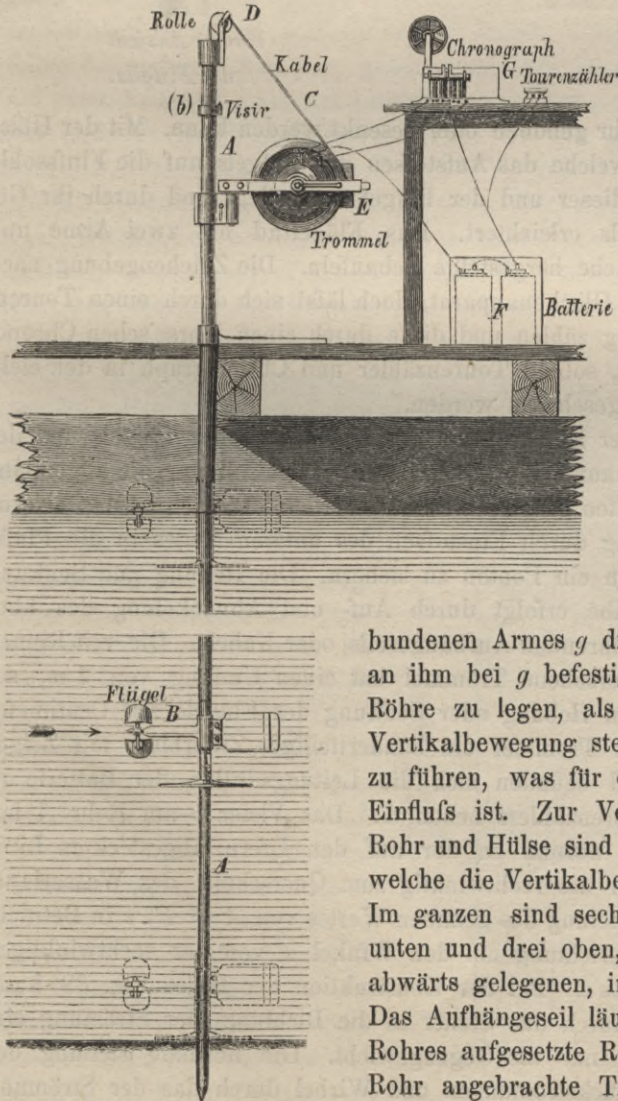 Rolle
D
Kabel
C
(b)
Visir
A
E
Trommel
Chronograph
G
Tourenzähler
F
Batterie
Flügel
B
A
bundenen Armes g d
an ihm bei g befesti
Röhre zu legen, als
Vertikalbewegung ste
zu führen, was für
Einfluſs ist. Zur Ve
Rohr und Hülse sind
welche die Vertikalbe
Im ganzen sind sech
unten und drei oben,
abwärts gelegenen, i
Das Aufhängeseil läu
Rohres aufgesetzte R
Rohr angebrachte T